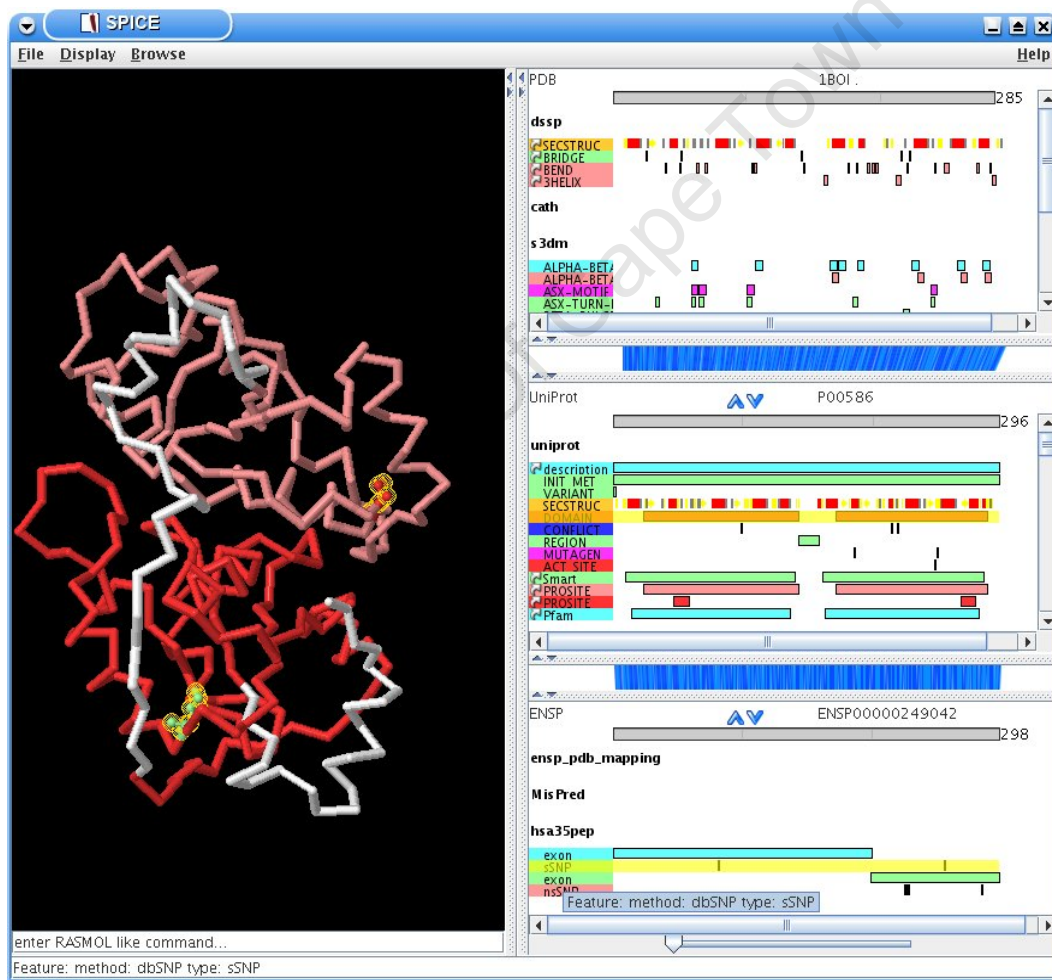 SPICE
File Display Browse Help
PDB 1BOI . 
285
dssp
SECSTRUC
BRIDGE
BEND
3HELIX
cath
s3dm
ALPHA-BETA
ALPHA-BETA
ASX-MOTIF
ASX-TURN-
UniProt P00586
296
uniprot
description
INIT_MET
VARIANT
SECSTRUC
DOMAIN
CONFLICT
REGION
MUTAGEN
ACT_SITE
Smart
PROSITE
PROSITE
Pfam
ENSP ENSP00000249042
298
ensp_pdb_mapping
MisPred
hsa35pep
exon
sSNP
exon
nsSNP
Feature: method: dbSNP type: sSNP
enter RASMOL like command...
Feature: method: dbSNP type: sSNP
of Cape Town